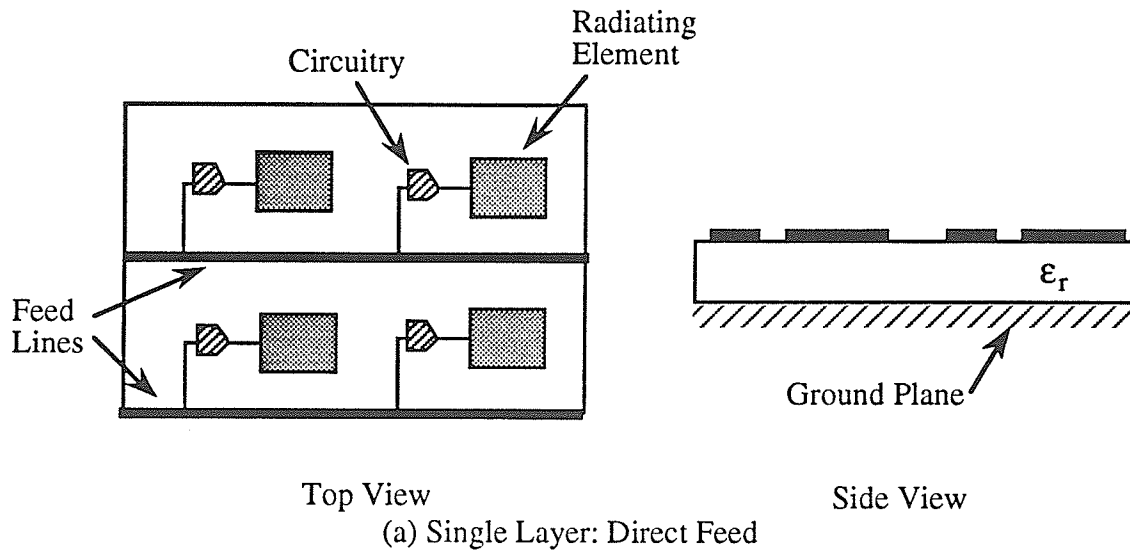 Radiating
Element
Circuitry
Feed
Lines
εr
Ground Plane
Top View
Side View
(a) Single Layer: Direct Feed